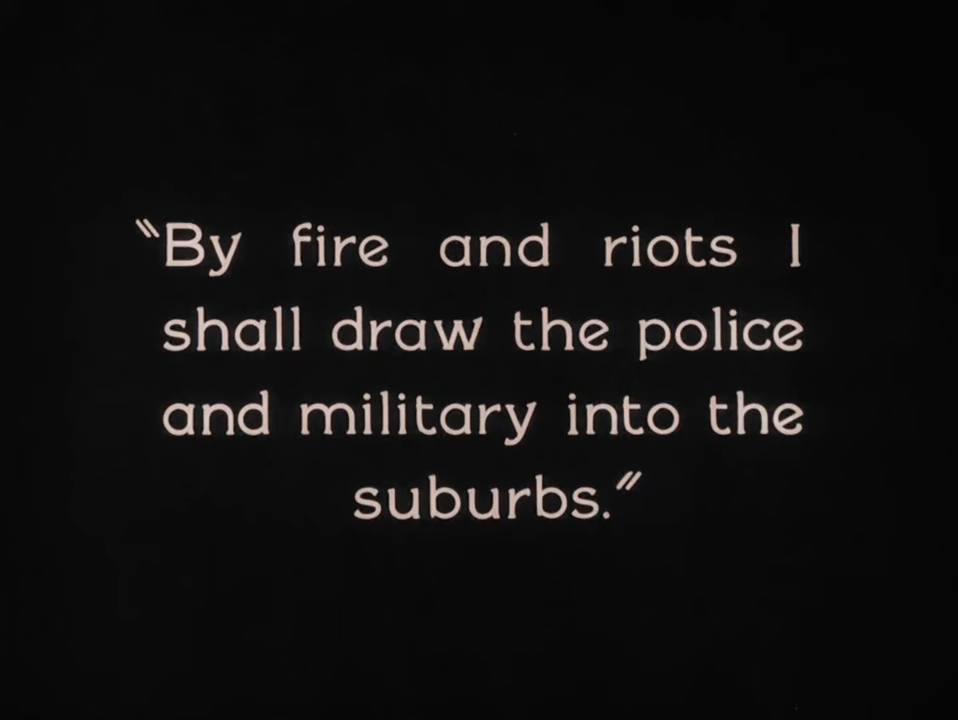 "By fire and riots I
shall draw the police
and military into the
suburbs."